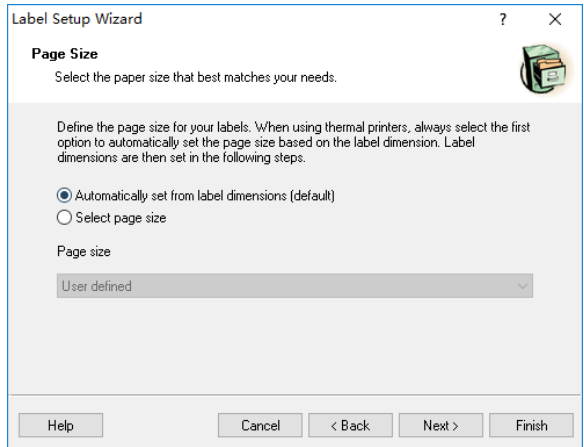 Label Setup Wizard
?
Page Size
Select the paper size that best matches your needs.
Define the page size for your labels. When using thermal printers, always select the first
option to automatically set the page size based on the label dimension. Label
dimensions are then set in the following steps.
Automatically set from label dimensions (default)
Select page size
Page size
User defined
Help
Cancel
< Back
Next >
Finish